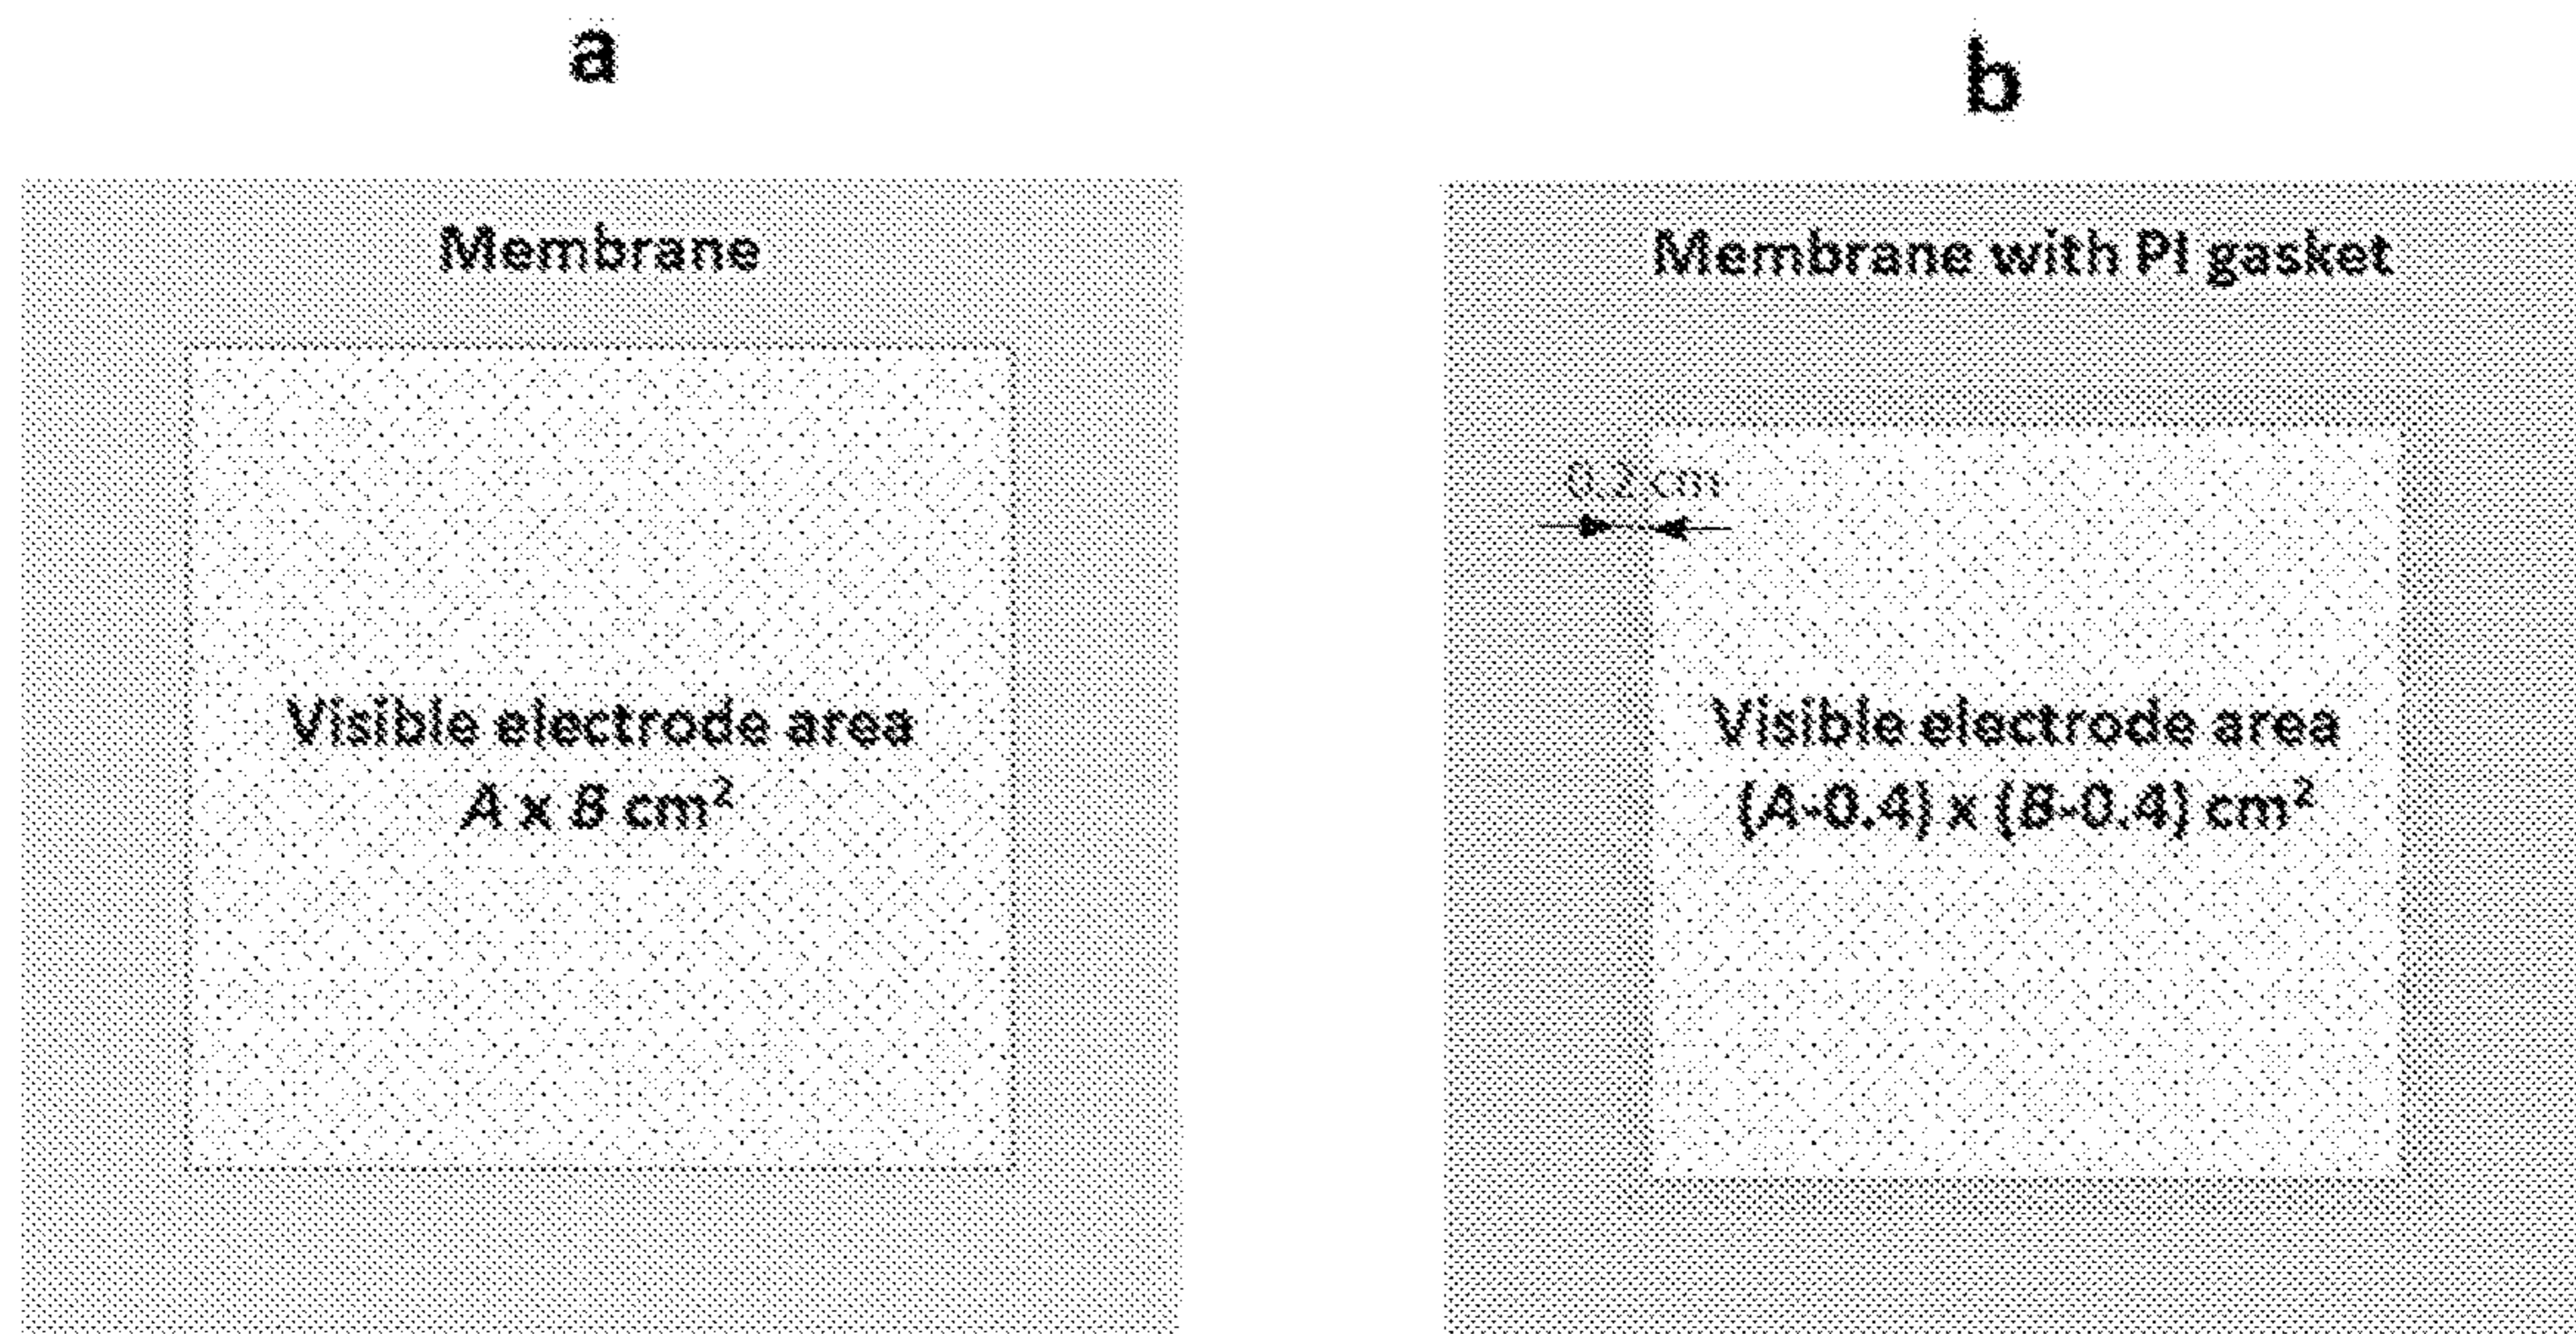 a
Membrane
Visible electrode area
A x B cm²
b
Membrane with PI gasket
0.2 cm
Visible electrode area
(A-0.4) x (B-0.4) cm²